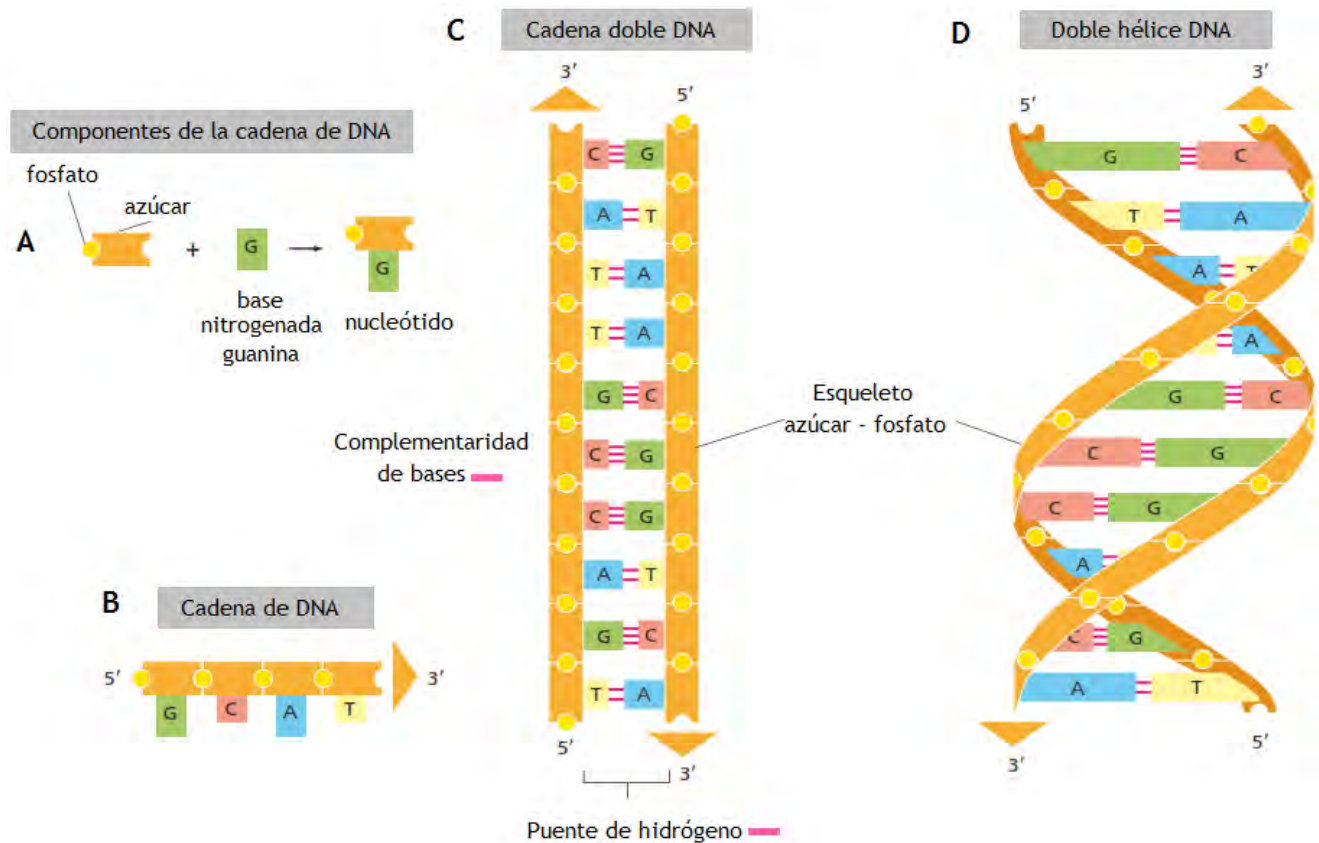 A
Componentes de la cadena de DNA
fosfato
azúcar
+
G
G
base
nitrogenada
guanina
nucleótido
B
Cadena de DNA
5′
3′
G
C
A
T
C
Cadena doble DNA
3′
5′
C G
A T
T A
T A
G C
C G
C G
A T
G C
T A
5′
3′
Complementaridad
de bases
Puente de hidrógeno
Esqueleto
azúcar - fosfato
D
Doble hélice DNA
5′
3′
G C
T A
A T
A
G C
C G
C G
A
C G
A T
3′
5′